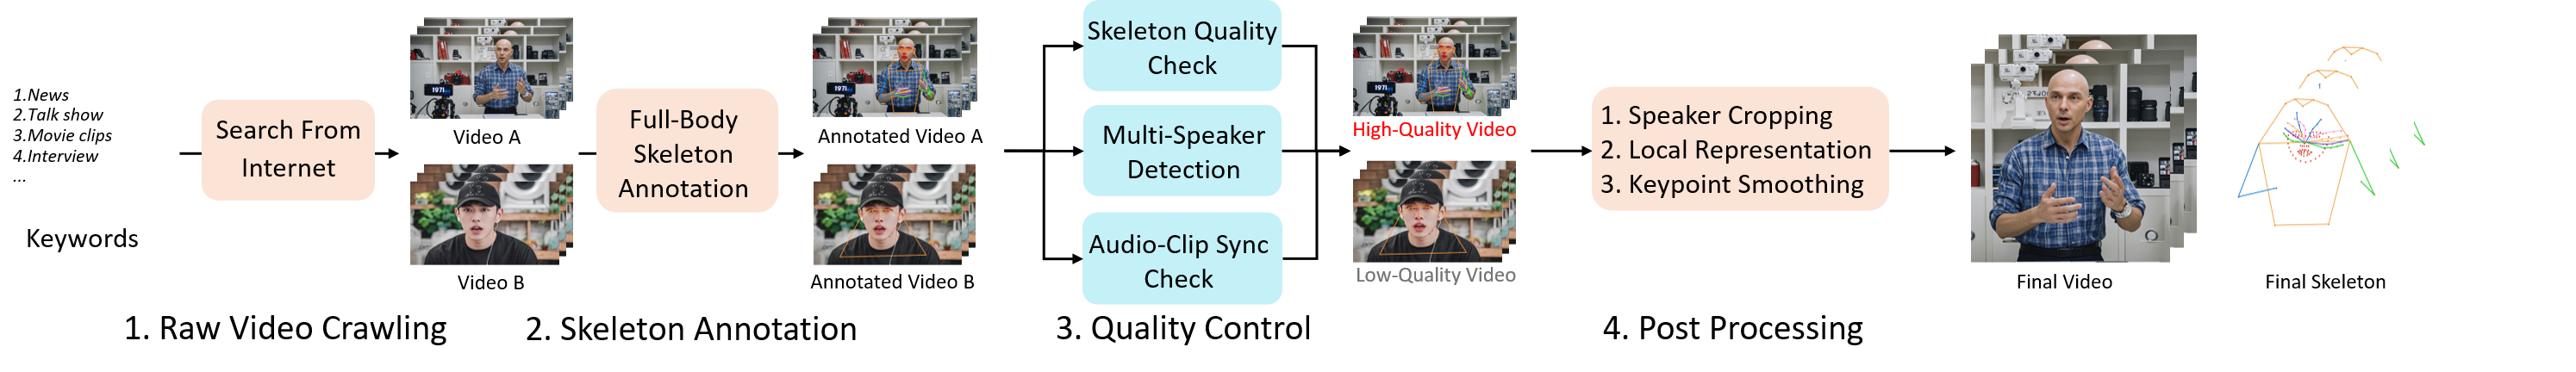 1.News
2.Talk show
3.Movie clips
4.Interview
...
Keywords
Search From
Internet
Video A
Video B
1. Raw Video Crawling
Full-Body
Skeleton
Annotation
1971
Annotated Video A
Annotated Video B
2. Skeleton Annotation
Skeleton Quality
Check
Multi-Speaker
Detection
Audio-Clip Sync
Check
1971
High-Quality Video
Low-Quality Video
3. Quality Control
1. Speaker Cropping
2. Local Representation
3. Keypoint Smoothing
4. Post Processing
Final Video
Final Skeleton